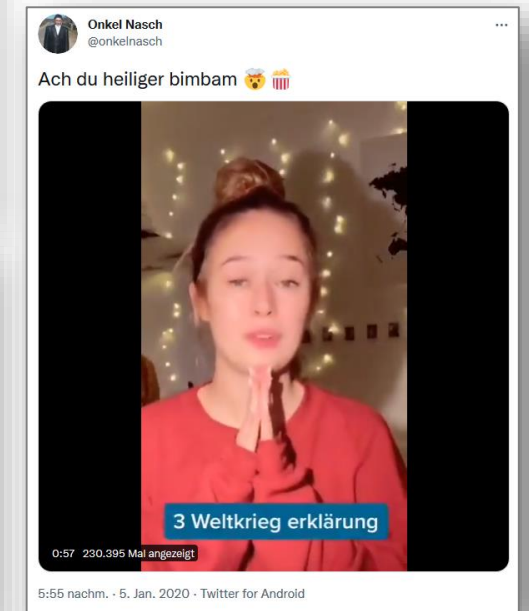 Onkel Nasch
@onkelnasch
Ach du heiliger bimbam 🤯🍿
3 Weltkrieg erklärung
0:57 230.395 Mal angezeigt
5:55 nachm. · 5. Jan. 2020 · Twitter for Android